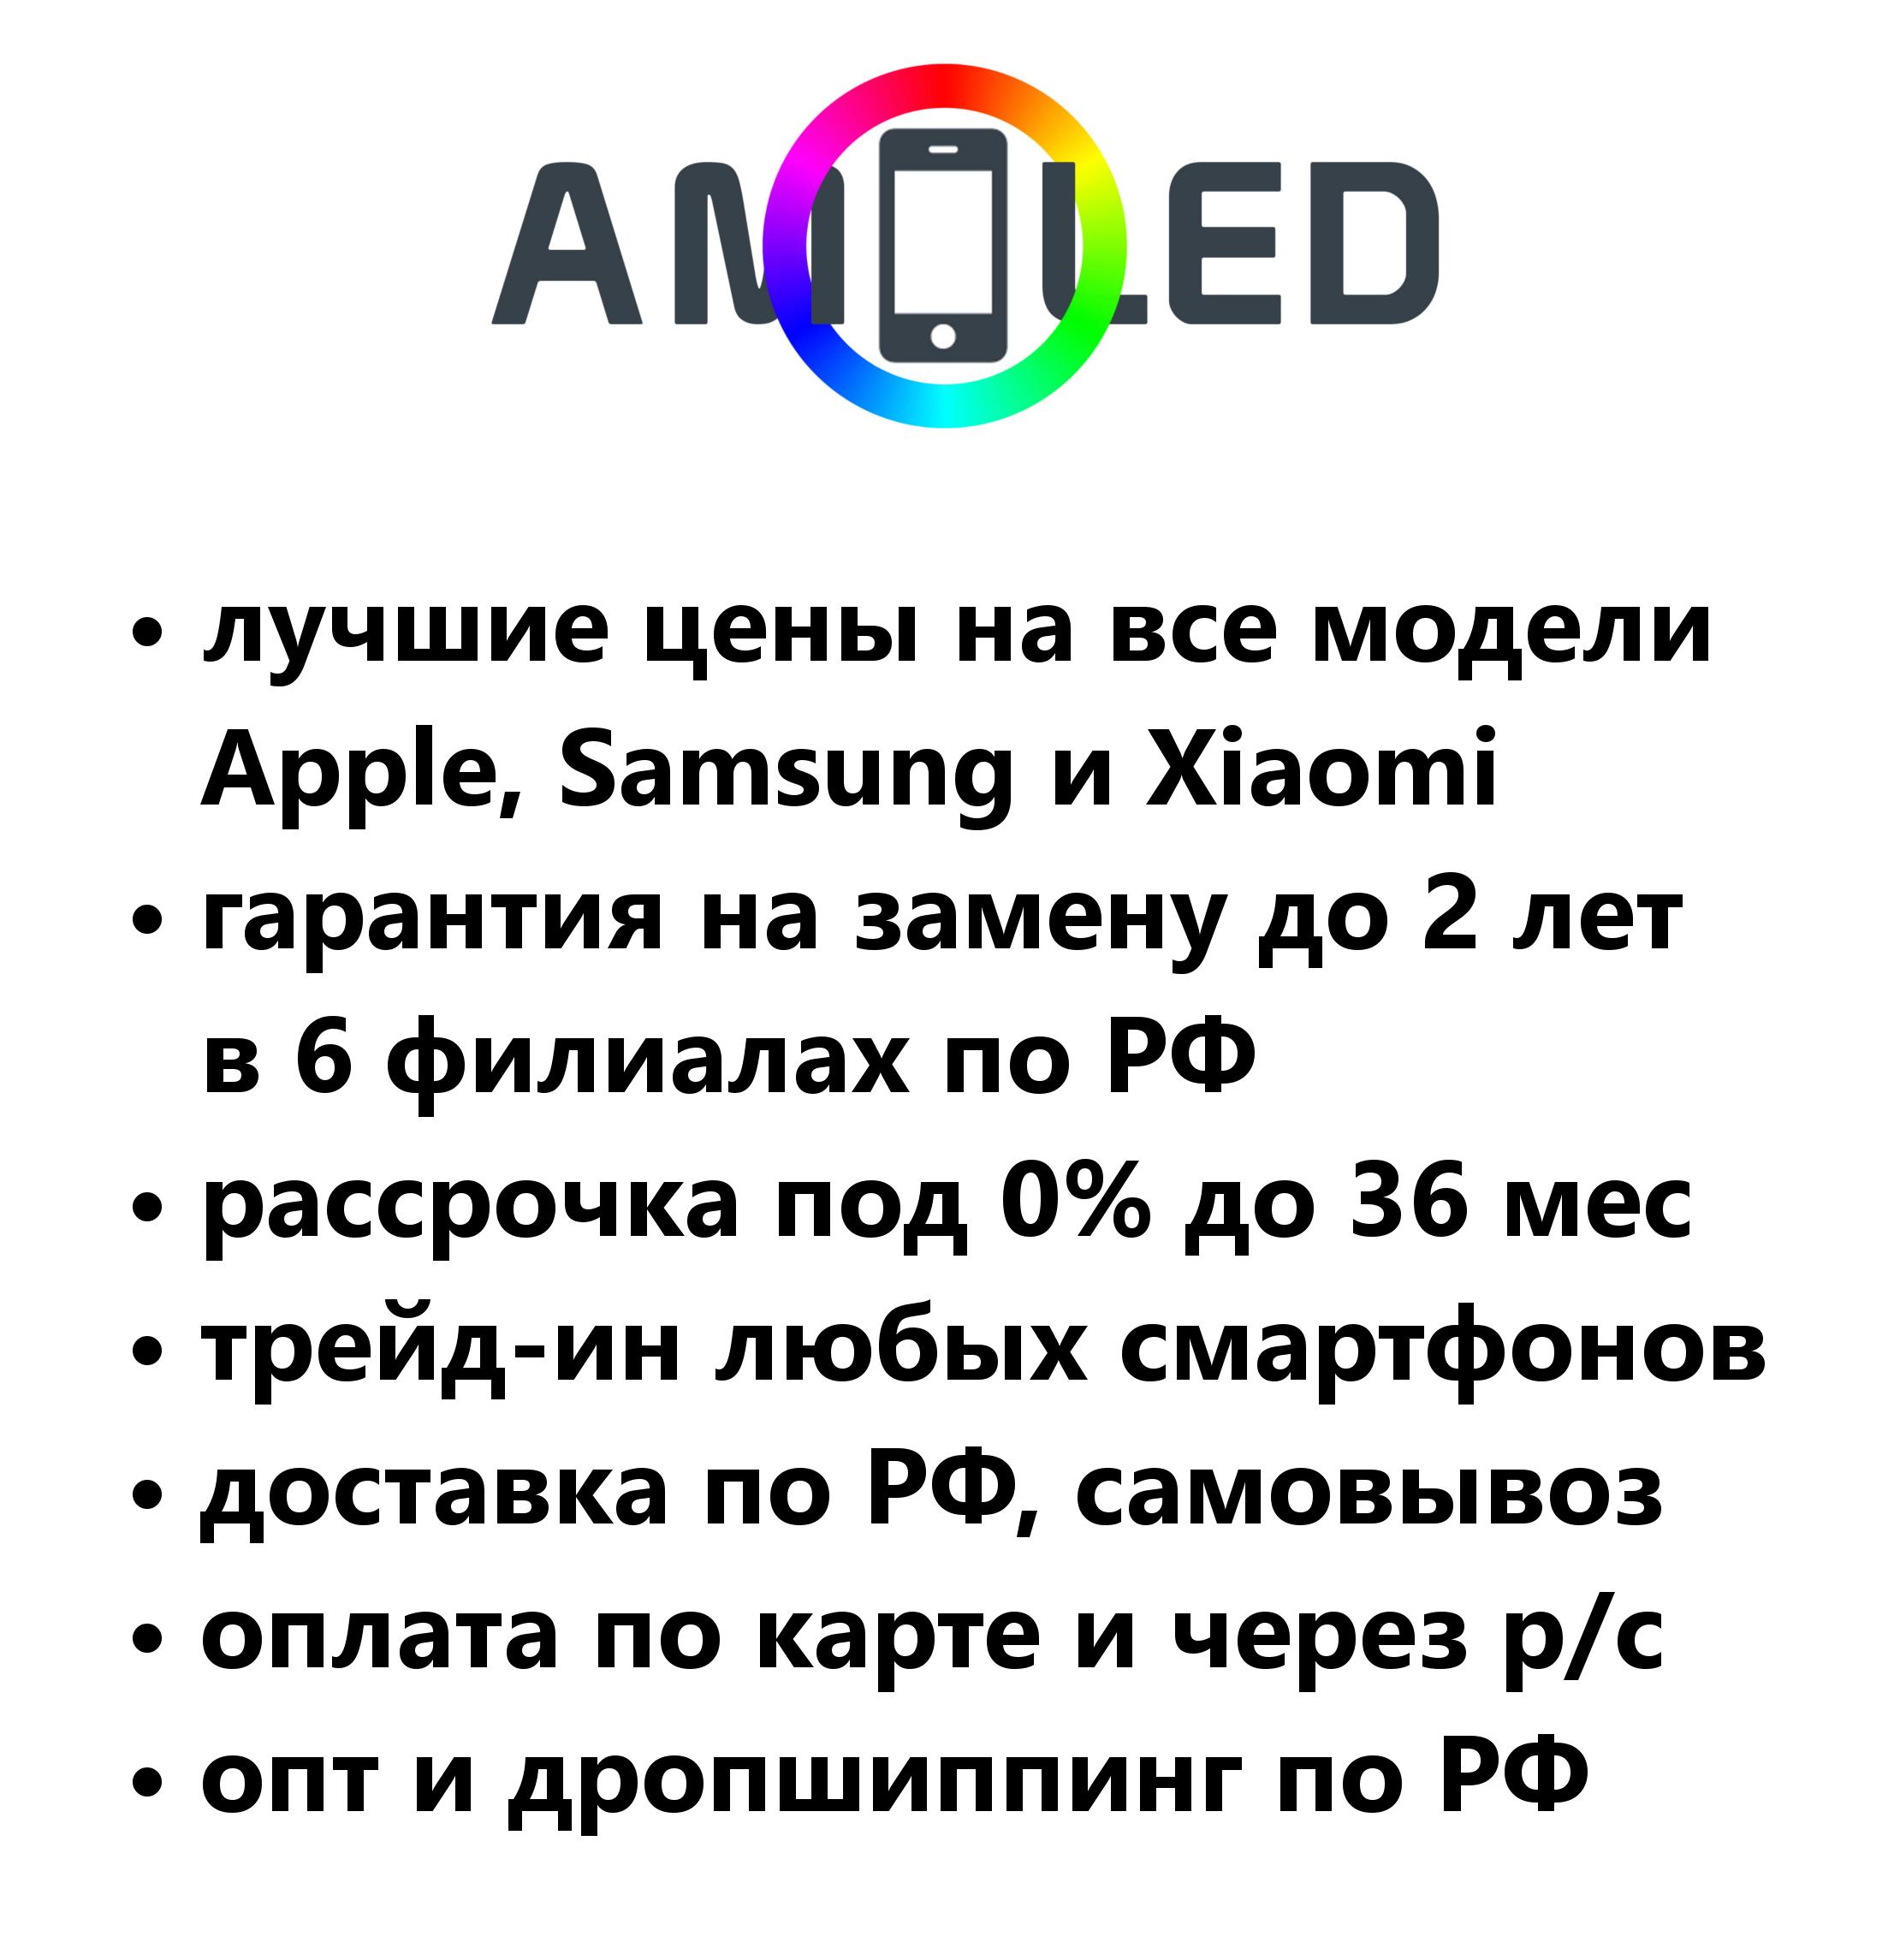 AMOLED
• лучшие цены на все модели
Apple, Samsung и Xiaomi
• гарантия на замену до 2 лет
в 6 филиалах по РФ
• рассрочка под 0% до 36 мес
• трейд-ин любых смартфонов
• доставка по РФ, самовывоз
• оплата по карте и через р/с
• опт и дропшиппинг по РФ